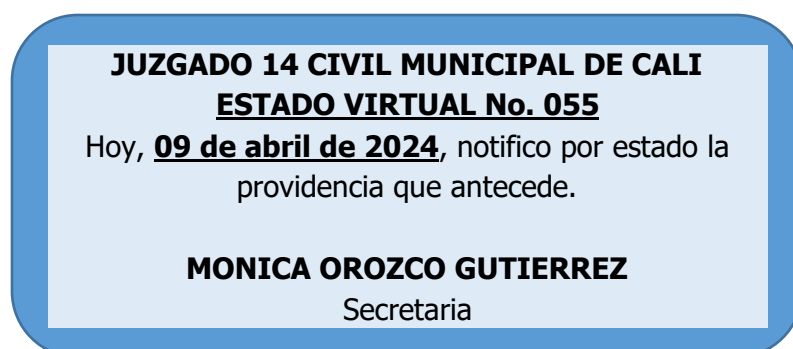 JUZGADO 14 CIVIL MUNICIPAL DE CALI
ESTADO VIRTUAL No. 055
Hoy, 09 de abril de 2024, notifico por estado la
providencia que antecede.
MONICA OROZCO GUTIERREZ
Secretaria